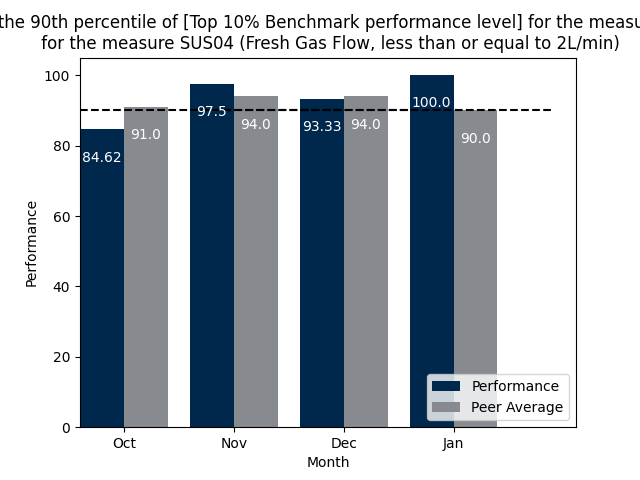 the 90th percentile of [Top 10% Benchmark performance level] for the
for the measure SUS04 (Fresh Gas Flow, less than or equal to 2L/min)
100
80
60
40
20
0
Performance
84.62
91.0
97.5
94.0
93.33
94.0
100.0
90.0
Performance
Peer Average
Oct
Nov
Dec
Jan
Month